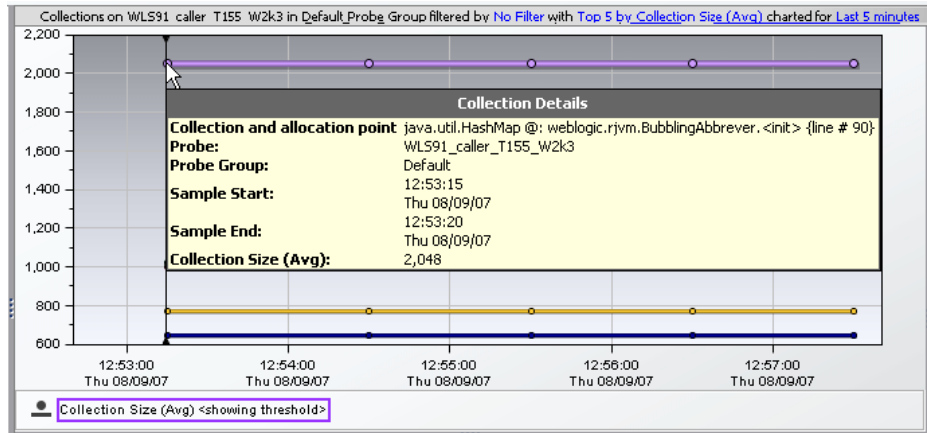 Collections on WLS91_caller_T155_W2k3 in Default Probe Group filtered by No Filter with Top 5 by Collection Size (Avg) charted for Last 5 minutes
2,200
2,000
1,800
1,600
1,400
1,200
1,000
800
600
Collection Details
Collection and allocation point java.util.HashMap @: weblogic.rjvm.BubblingAbbrever.<init> {line # 90}
Probe: WLS91_caller_T155_W2k3
Probe Group: Default
Sample Start: 12:53:15
Thu 08/09/07
Sample End: 12:53:20
Thu 08/09/07
Collection Size (Avg): 2,048
12:53:00 12:54:00 12:55:00 12:56:00 12:57:00
Thu 08/09/07 Thu 08/09/07 Thu 08/09/07 Thu 08/09/07 Thu 08/09/07
Collection Size (Avg) <showing threshold>